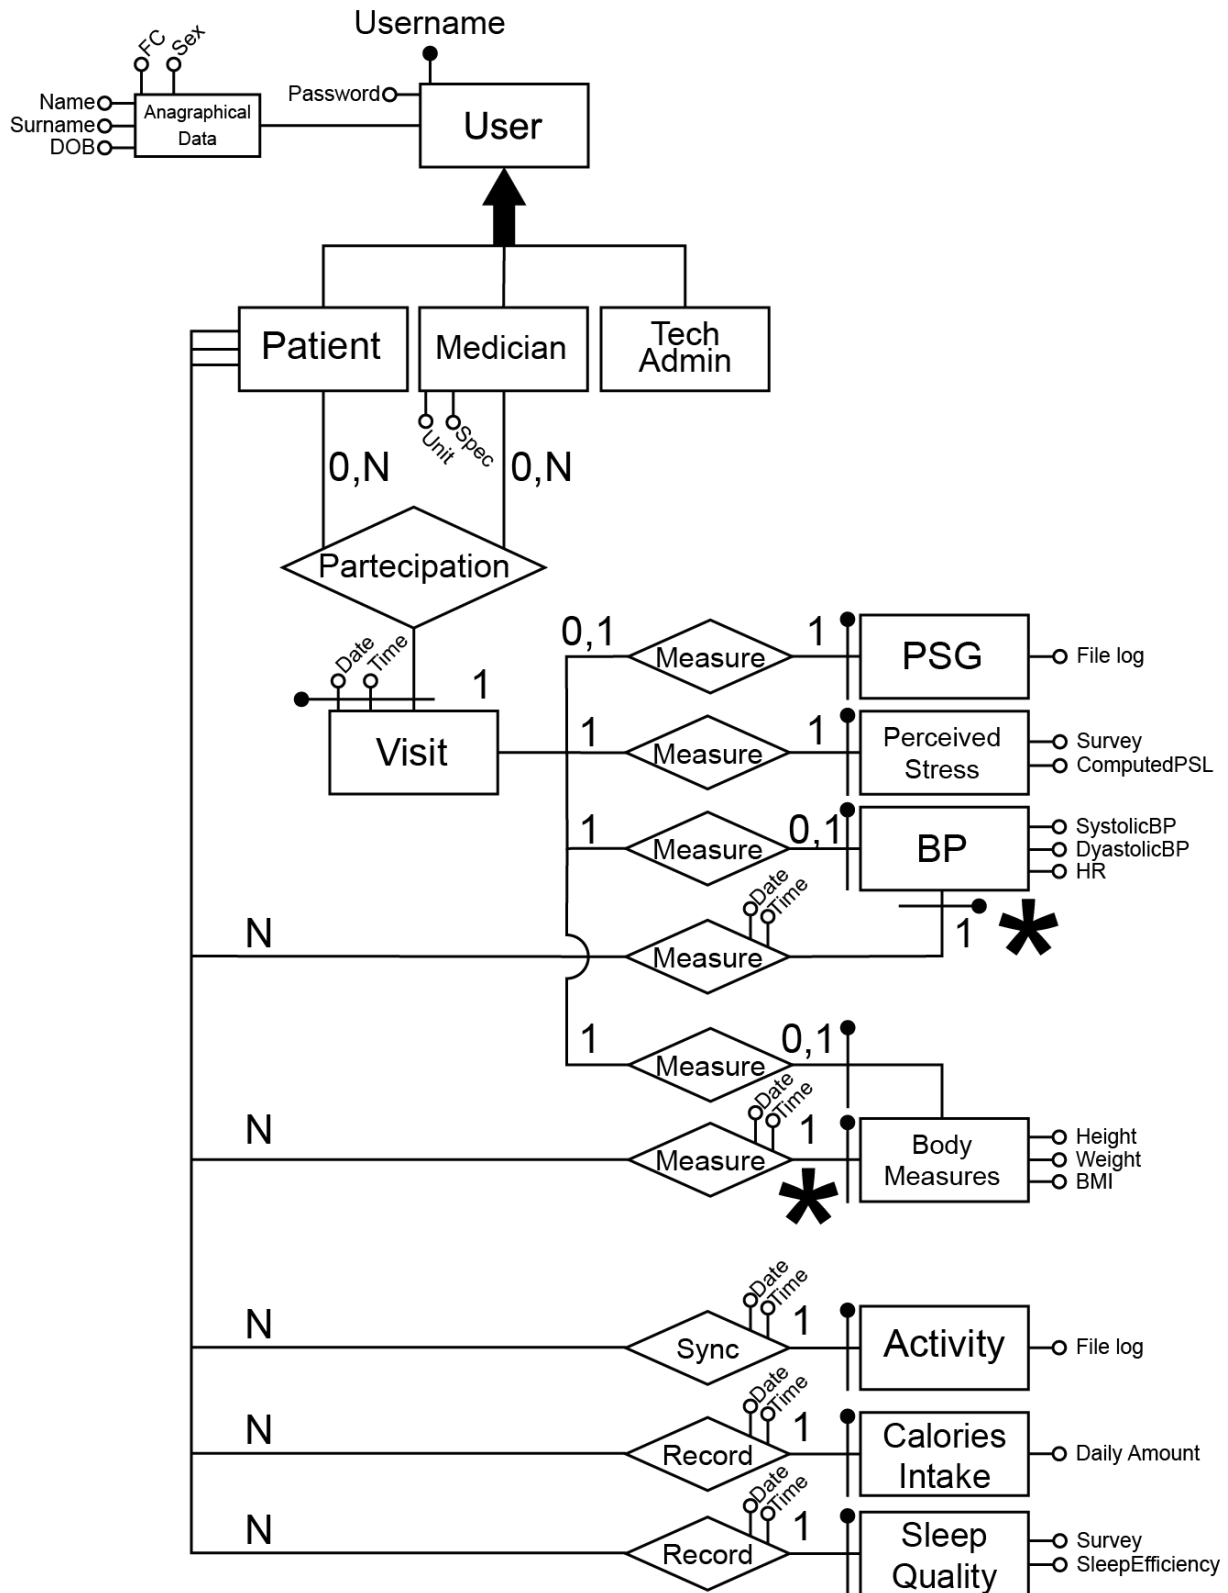 Username
FC
Sex
Name
Surname
DOB
Anagraphical
Data
Password
User
Patient
Medician
Tech
Admin
Unit
Spec
0,N
0,N
Partecipation
Date
Time
1
Visit
0,1
Measure
1
PSG
File log
1
Measure
1
Perceived
Stress
Survey
ComputedPSL
1
Measure
0,1
BP
SystolicBP
DyastolicBP
HR
N
Measure
Date
Time
1
*
1
Measure
0,1
N
Measure
Date
Time
1
*
Body
Measures
Height
Weight
BMI
N
Sync
Date
Time
1
Activity
File log
N
Record
Date
Time
1
Calories
Intake
Daily Amount
N
Record
Date
Time
1
Sleep
Quality
Survey
SleepEfficiency